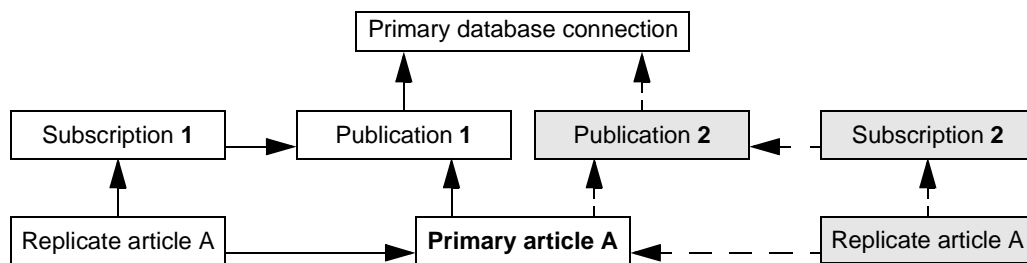 Primary database connection
Subscription 1
Publication 1
Publication 2
Subscription 2
Replicate article A
Primary article A
Replicate article A